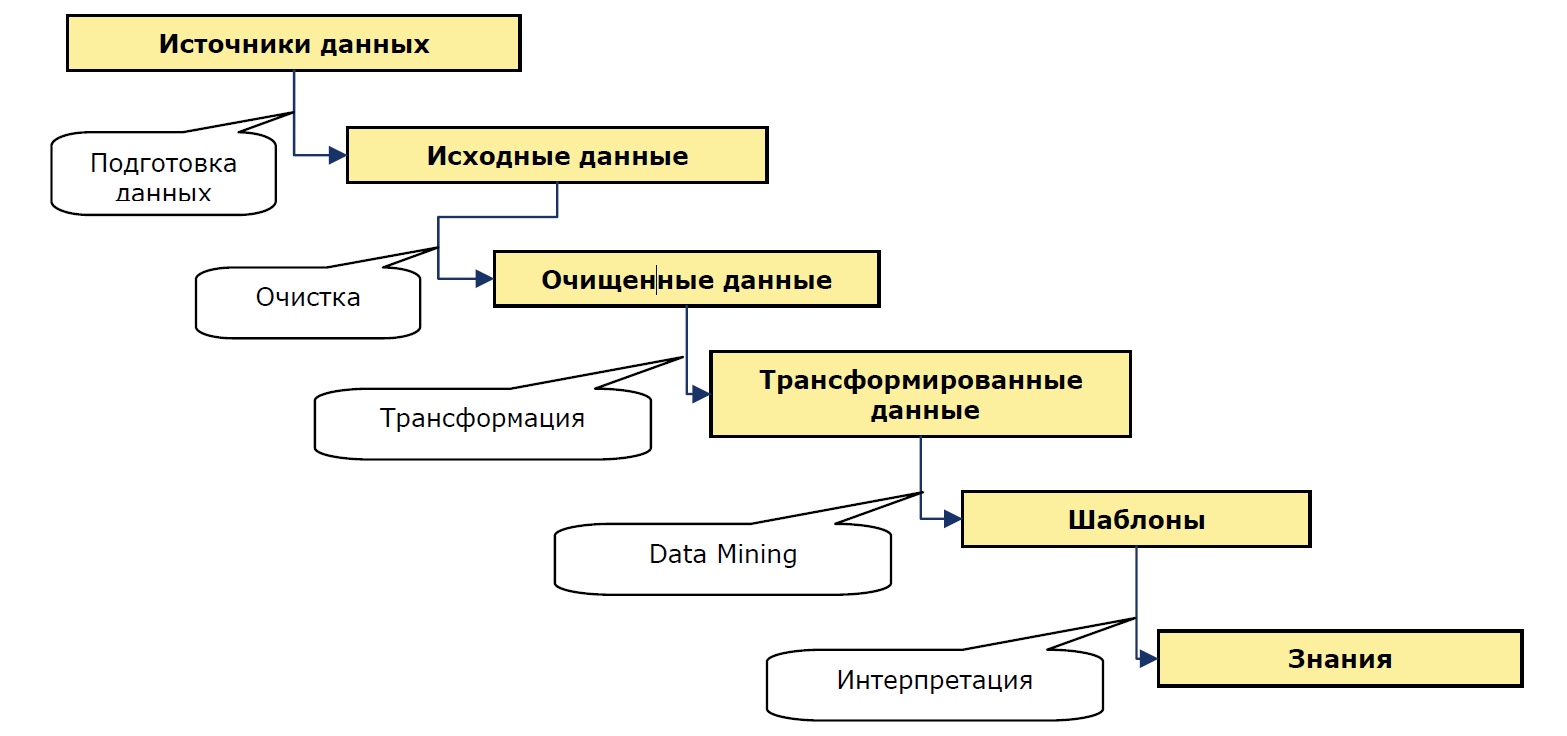 Источники данных
Подготовка
данных
Исходные данные
Очистка
Очищенные данные
Трансформация
Трансформированные
данные
Data Mining
Шаблоны
Интерпретация
Знания